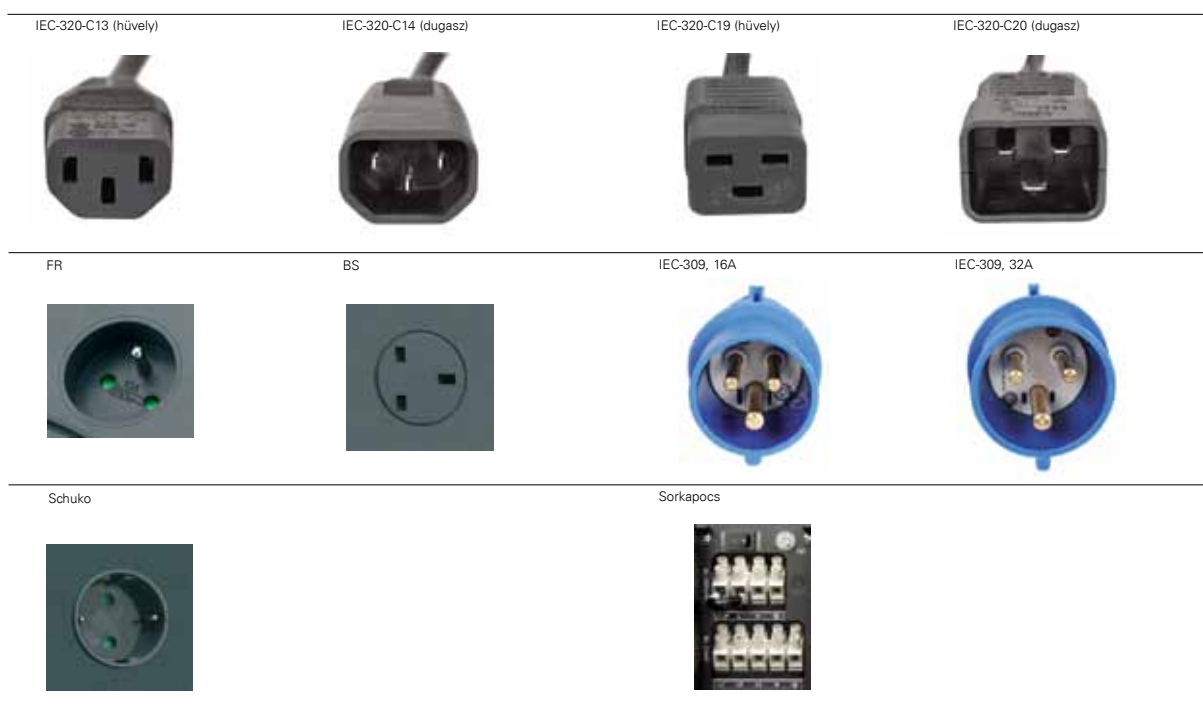 IEC-320-C13 (hüvely)
IEC-320-C14 (dugasz)
IEC-320-C19 (hüvely)
IEC-320-C20 (dugasz)
FR
BS
IEC-309, 16A
IEC-309, 32A
Schuko
Sorkapocs